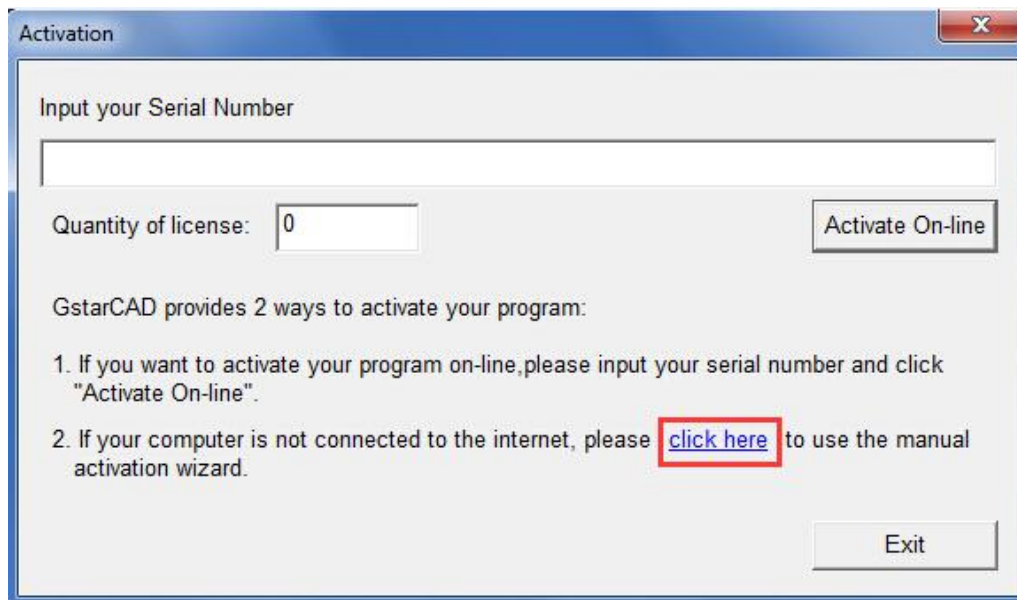 Activation
Input your Serial Number
Quantity of license: 0 Activate On-line
GstarCAD provides 2 ways to activate your program:
1. If you want to activate your program on-line,please input your serial number and click
"Activate On-line".
2. If your computer is not connected to the internet, please click here to use the manual
activation wizard.
Exit